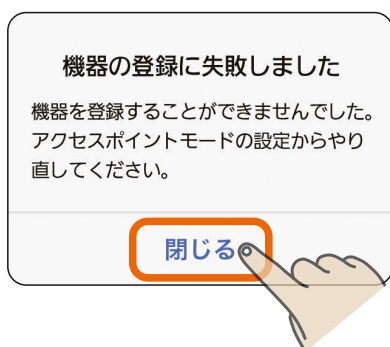 機器の登録に失敗しました
機器を登録することができませんでした。
アクセスポイントモードの設定からやり
直してください。
閉じる